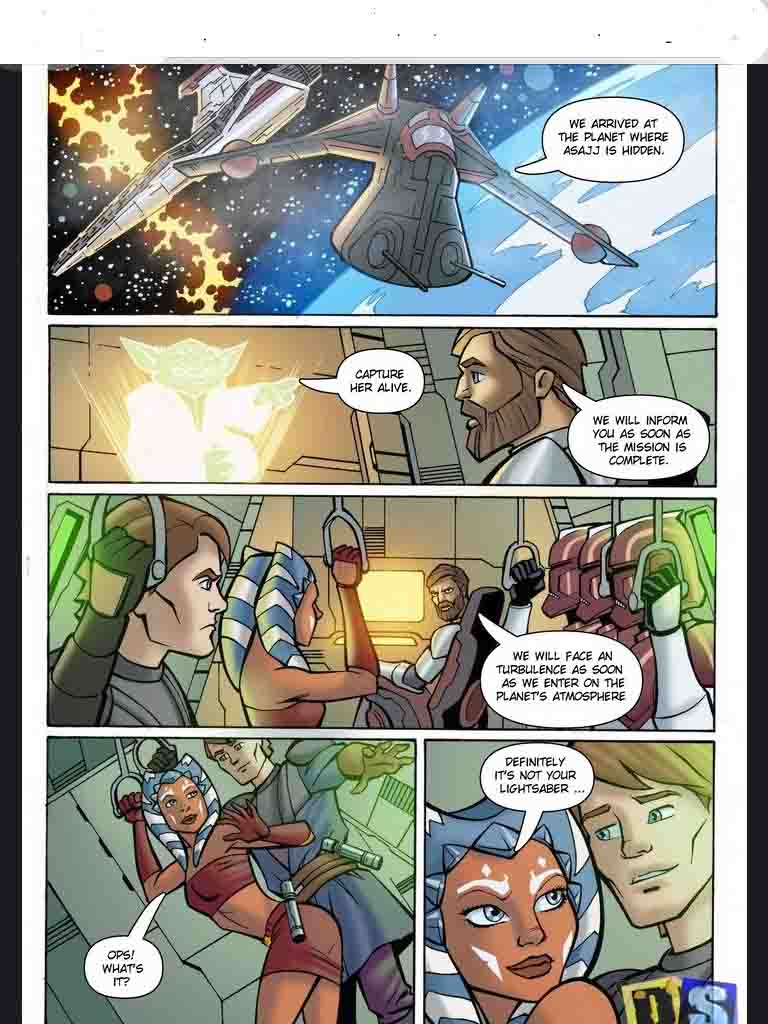 WE ARRIVED AT
THE PLANET WHERE
ASAJJ IS HIDDEN.
CAPTURE
HER ALIVE.
WE WILL INFORM
YOU AS SOON AS
THE MISSION IS
COMPLETE.
WE WILL FACE AN
TURBULENCE AS SOON
AS WE ENTER ON THE
PLANET'S ATMOSPHERE
OPS!
WHAT'S
IT?
DEFINITELY
IT'S NOT YOUR
LIGHTSABER ...
DS